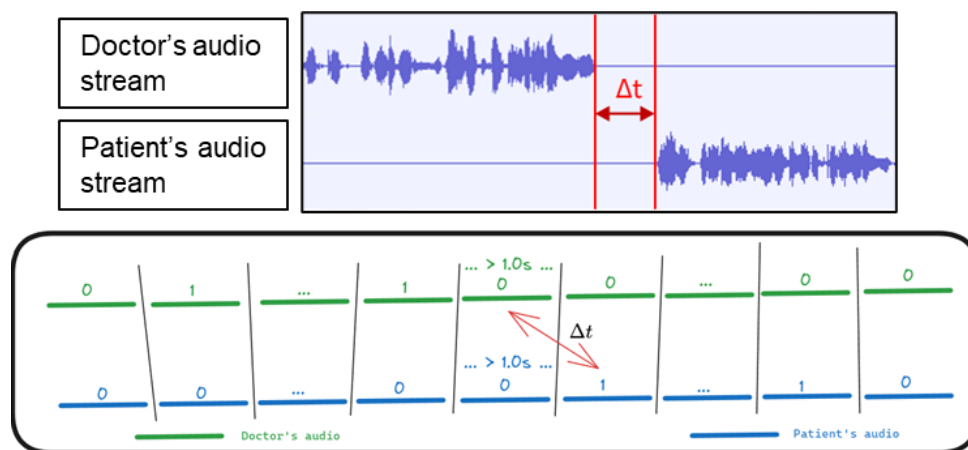 Doctor's audio
stream
Δt
Patient's audio
stream
... > 1.0s ...
0 1 ... 1 0 0 ... 0 0
Δt
... > 1.0s ...
0 0 ... 0 0 1 ... 1 0
Doctor's audio Patient's audio